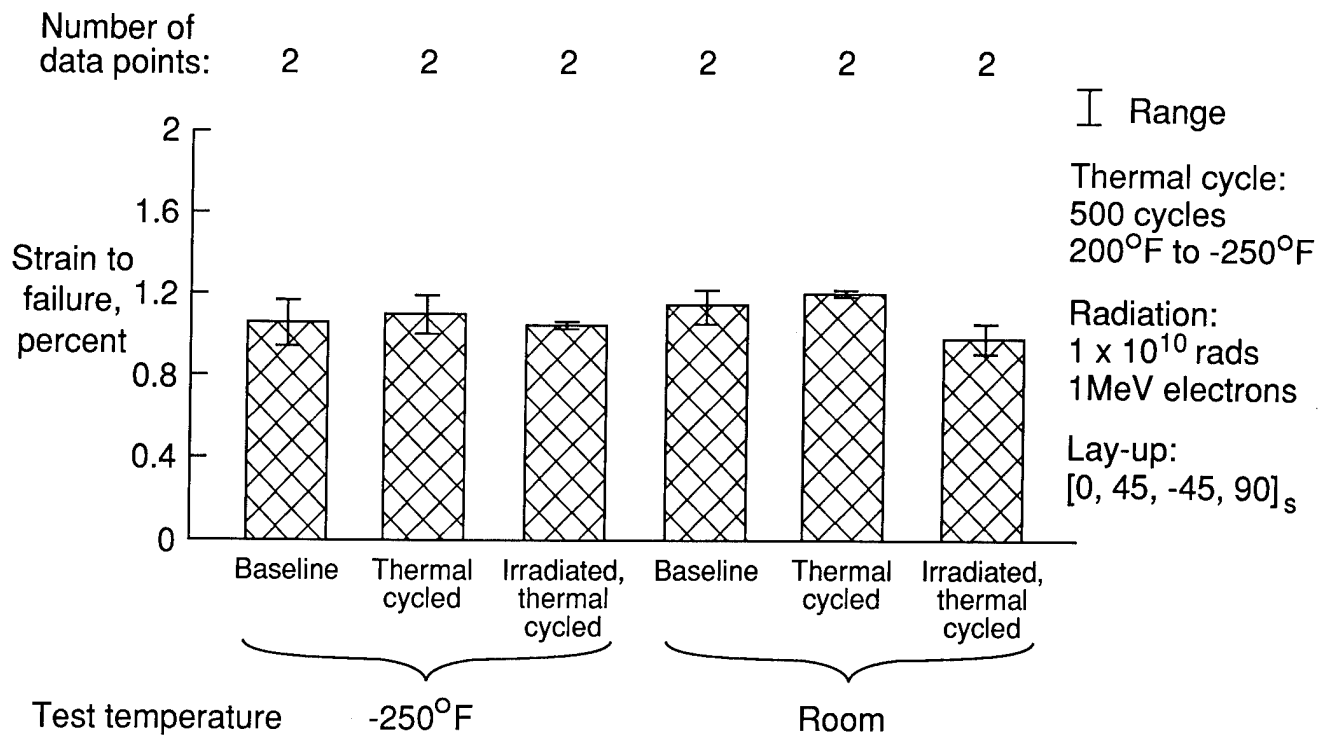 Number of
data points: 2 2 2 2 2 2
2
1.6
1.2
0.8
0.4
0
Strain to
failure,
percent
Range
Thermal cycle:
500 cycles
200°F to -250°F
Radiation:
1 x 10¹⁰ rads
1MeV electrons
Lay-up:
[0, 45, -45, 90]ₛ
Baseline
Thermal
cycled
Irradiated,
thermal
cycled
Baseline
Thermal
cycled
Irradiated,
thermal
cycled
Test temperature -250°F Room